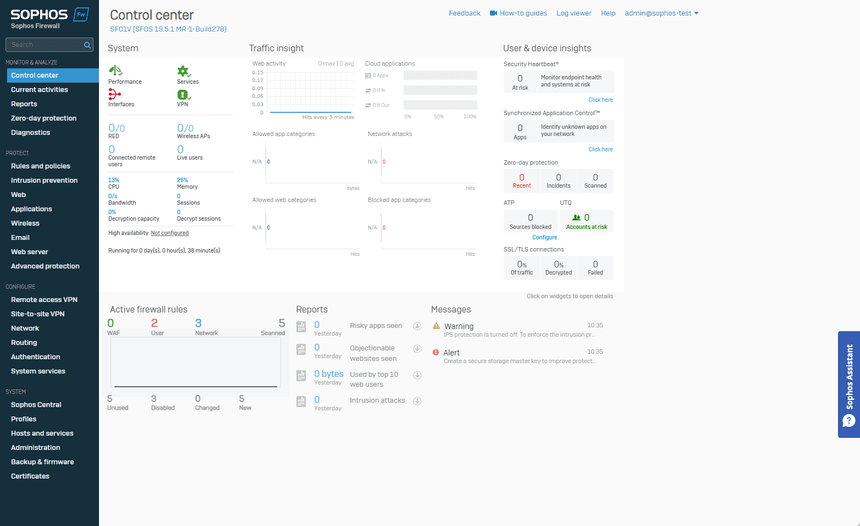 SOPHOS Fw
Sophos Firewall
Search
MONITOR & ANALYZE
Control center
Current activities
Reports
Zero-day protection
Diagnostics
PROTECT
Rules and policies
Intrusion prevention
Web
Applications
Wireless
Email
Web server
Advanced protection
CONFIGURE
Remote access VPN
Site-to-site VPN
Network
Routing
Authentication
System services
SYSTEM
Sophos Central
Profiles
Hosts and services
Administration
Backup & firmware
Certificates
Control center
SF01V (SFOS 19.5.1 MR-1-Build278)
Feedback How-to guides Log viewer Help admin@sophos-test
System
Performance Services
Interfaces VPN
0/0 0/0
RED Wireless APs
0 0
Connected remote users Live users
13% 26%
CPU Memory
0/s 0
Bandwidth Sessions
0% 0
Decryption capacity Decrypt sessions
High availability: Not configured
Running for 0 day(s), 0 hour(s), 38 minute(s)
Traffic insight
Web activity 0 max | 0 avg
0.15
0.12
0.09
0.06
0.03
0
Hits every 5 minutes
Cloud applications
0 Apps
0 B In
0 B Out
0% 50% 100%
Allowed app categories
N/A 0
bytes
Network attacks
N/A 0
Hits
Allowed web categories
N/A 0
Hits
Blocked app categories
N/A 0
Hits
User & device insights
Security Heartbeat®
0
At risk
Monitor endpoint health and systems at risk
Click here
Synchronized Application Control™
0
Apps
Identify unknown apps on your network
Click here
Zero-day protection
0 0 0
Recent Incidents Scanned
ATP UTQ
0 0
Sources blocked Accounts at risk
Configure
SSL/TLS connections
0% 0% 0
Of traffic Decrypted Failed
Click on widgets to open details
Active firewall rules
0 2 3 5
WAF User Network Scanned
5 3 0 5
Unused Disabled Changed New
Reports
0 Risky apps seen
Yesterday
0 Objectionable
Yesterday websites seen
0 bytes Used by top 10
Yesterday web users
0 Intrusion attacks
Yesterday
Messages
Warning 10:35
IPS protection is turned off. To enforce the intrusion pr...
Alert 10:35
Create a secure storage master key to improve protect...
Sophos Assistant
?